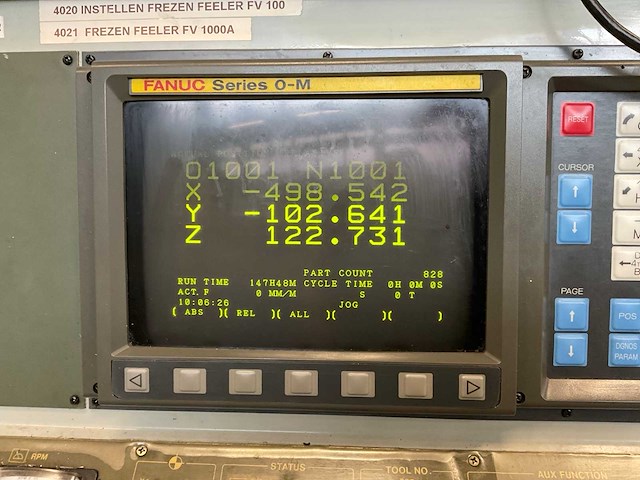 4020 INSTELLEN FREZEN FEELER FV 100
4021 FREZEN FEELER FV 1000A
FANUC Series O-M
O1001 N1001
X -498.542
Y -102.641
Z 122.731
PART COUNT 828
RUN TIME 147H48M CYCLE TIME 0H 0M 0S
ACT.F 0 MM/M S 0 T
10:06:26 JOG
( ABS )( REL )( ALL )( )( )
RESET
CURSOR
PAGE
POS
DGNOS
PARAM
RPM
STATUS
TOOL NO.
AUX FUNCTION